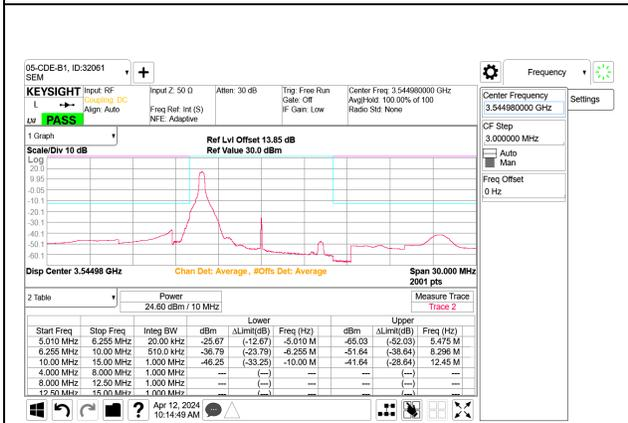 05-CDE-B1, ID:32061
SEM
Frequency
KEYSIGHT Input: RF Input Z: 50 Ω Atten: 30 dB Trig: Free Run Center Freq: 3.544980000 GHz
L Coupling: DC Gate: Off Avg|Hold: 100.00% of 100
Align: Auto Freq Ref: Int (S) IF Gain: Low Radio Std: None
LXI PASS NFE: Adaptive
Center Frequency
3.544980000 GHz
Settings
CF Step
3.000000 MHz
Auto
Man
Freq Offset
0 Hz
1 Graph
Ref Lvl Offset 13.85 dB
Scale/Div 10 dB Ref Value 30.0 dBm
Log
20.0
9.95
-0.05
-10.1
-20.1
-30.1
-40.1
-50.1
-60.1
Disp Center 3.54498 GHz Chan Det: Average, #Offs Det: Average Span 30.000 MHz
2001 pts
2 Table Power Measure Trace
24.60 dBm / 10 MHz Trace 2
Lower Upper
Start Freq Stop Freq Integ BW dBm ΔLimit(dB) Freq (Hz) dBm ΔLimit(dB) Freq (Hz)
5.010 MHz 6.255 MHz 20.00 kHz -25.67 (-12.67) -5.010 M -65.03 (-52.03) 5.475 M
6.255 MHz 10.00 MHz 510.0 kHz -36.79 (-23.79) -6.255 M -51.64 (-38.64) 8.296 M
10.00 MHz 15.00 MHz 1.000 MHz -46.25 (-33.25) -10.00 M -41.64 (-28.64) 12.45 M
4.000 MHz 8.000 MHz 1.000 MHz --- (---) --- (---)
8.000 MHz 12.50 MHz 1.000 MHz --- (---) --- (---)
12.50 MHz 15.00 MHz 1.000 MHz --- (---) --- (---)
? Apr 12, 2024
10:14:49 AM